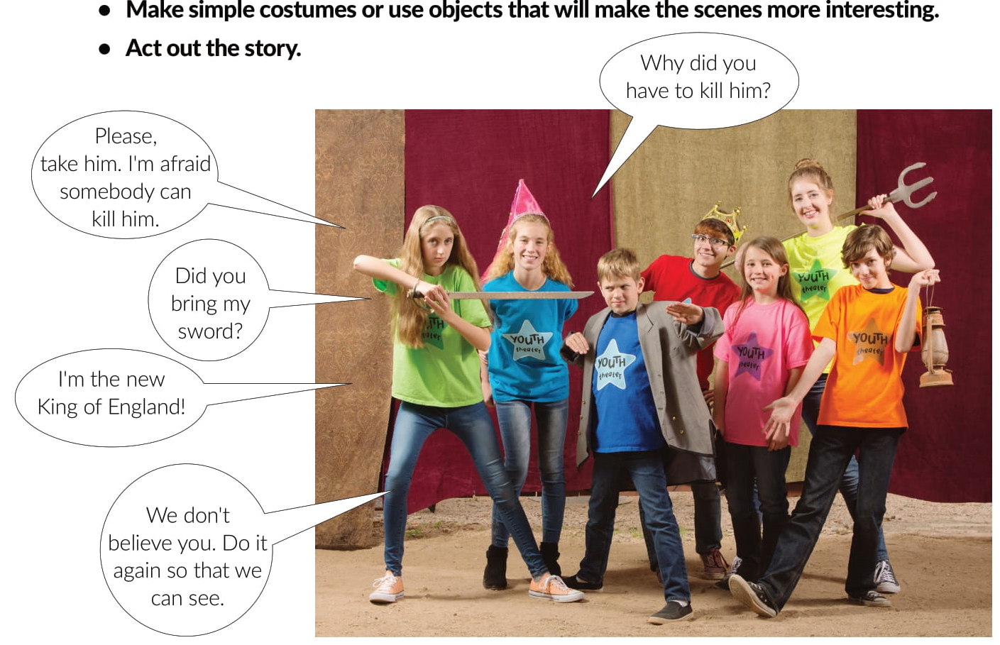 ● Make simple costumes or use objects that will make the scenes more interesting.
● Act out the story.
Why did you
have to kill him?
Please,
take him. I'm afraid
somebody can
kill him.
Did you
bring my
sword?
I'm the new
King of England!
We don't
believe you. Do it
again so that we
can see.
YOUTH
theater
YOUTH
theater
YOUTH
theater
YOUTH
theater
YOUTH
theater